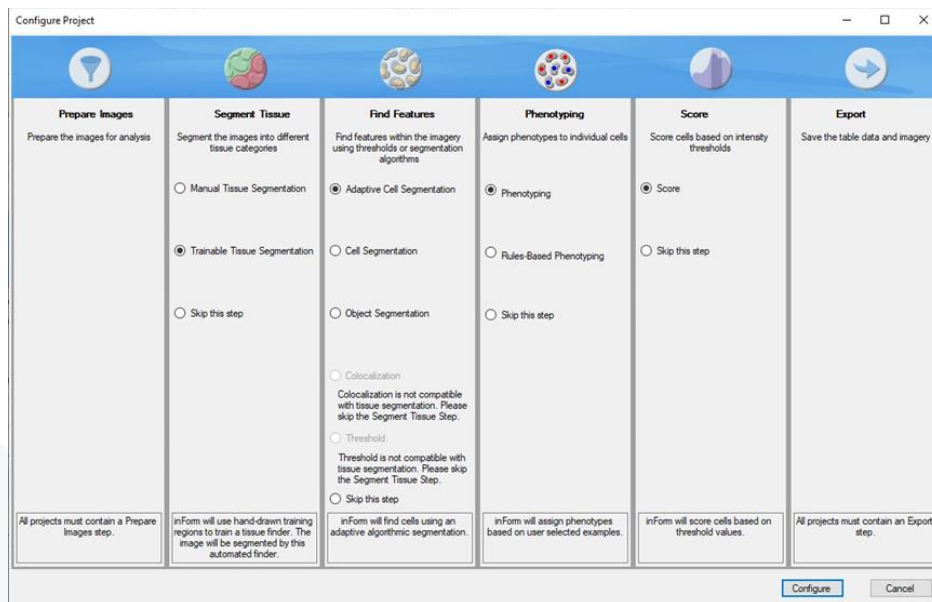 Configure Project
Prepare Images
Prepare the images for analysis
All projects must contain a Prepare
Images step.
Segment Tissue
Segment the images into different
tissue categories
Manual Tissue Segmentation
Trainable Tissue Segmentation
Skip this step
inForm will use hand-drawn training
regions to train a tissue finder. The
image will be segmented by this
automated finder.
Find Features
Find features within the imagery
using thresholds or segmentation
algorithms
Adaptive Cell Segmentation
Cell Segmentation
Object Segmentation
Colocalization
Colocalization is not compatible
with tissue segmentation. Please
skip the Segment Tissue Step.
Threshold
Threshold is not compatible with
tissue segmentation. Please skip
the Segment Tissue Step.
Skip this step
inForm will find cells using an
adaptive algorithmic segmentation.
Phenotyping
Assign phenotypes to individual cells
Phenotyping
Rules-Based Phenotyping
Skip this step
inForm will assign phenotypes
based on user selected examples.
Score
Score cells based on intensity
thresholds
Score
Skip this step
inForm will score cells based on
threshold values.
Export
Save the table data and imagery
All projects must contain an Export
step.
Configure
Cancel